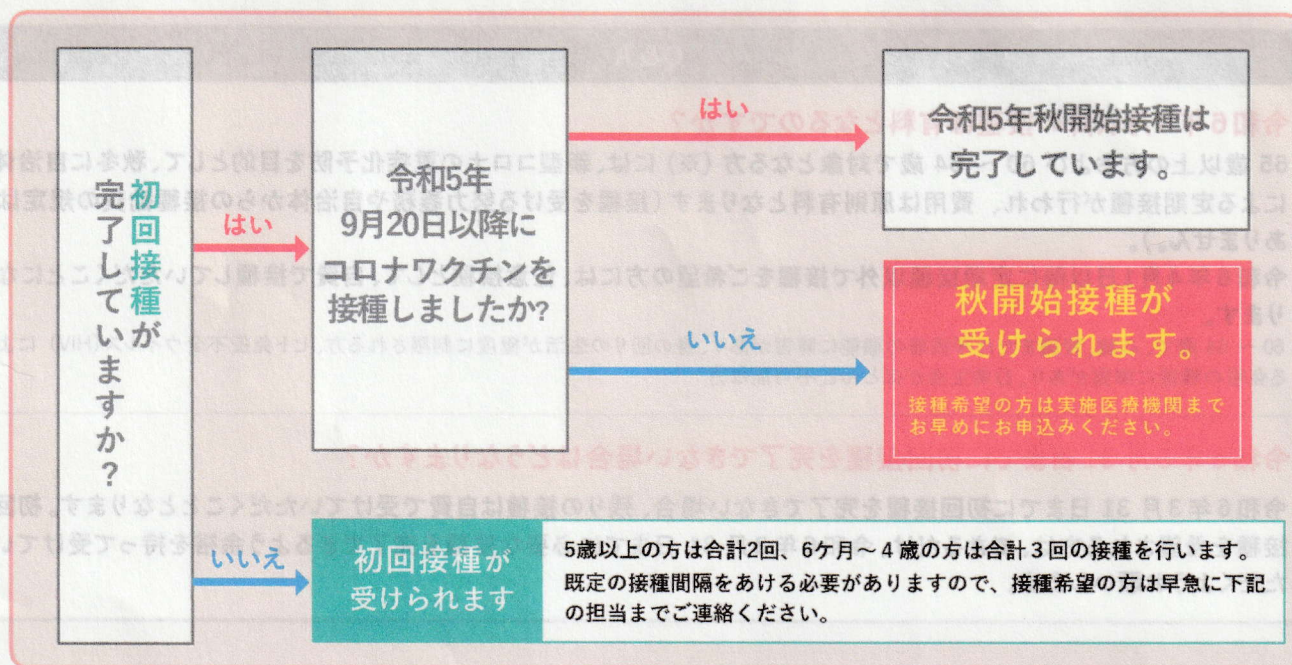 初回接種が
完了していますか？
はい
令和5年
9月20日以降に
コロナワクチンを
接種しましたか?
はい
令和5年秋開始接種は
完了しています。
いいえ
秋開始接種が
受けられます。
接種希望の方は実施医療機関まで
お早めにお申込みください。
いいえ
初回接種が
受けられます
5歳以上の方は合計2回、6ケ月～4歳の方は合計3回の接種を行います。
既定の接種間隔をあける必要がありますので、接種希望の方は早急に下記
の担当までご連絡ください。